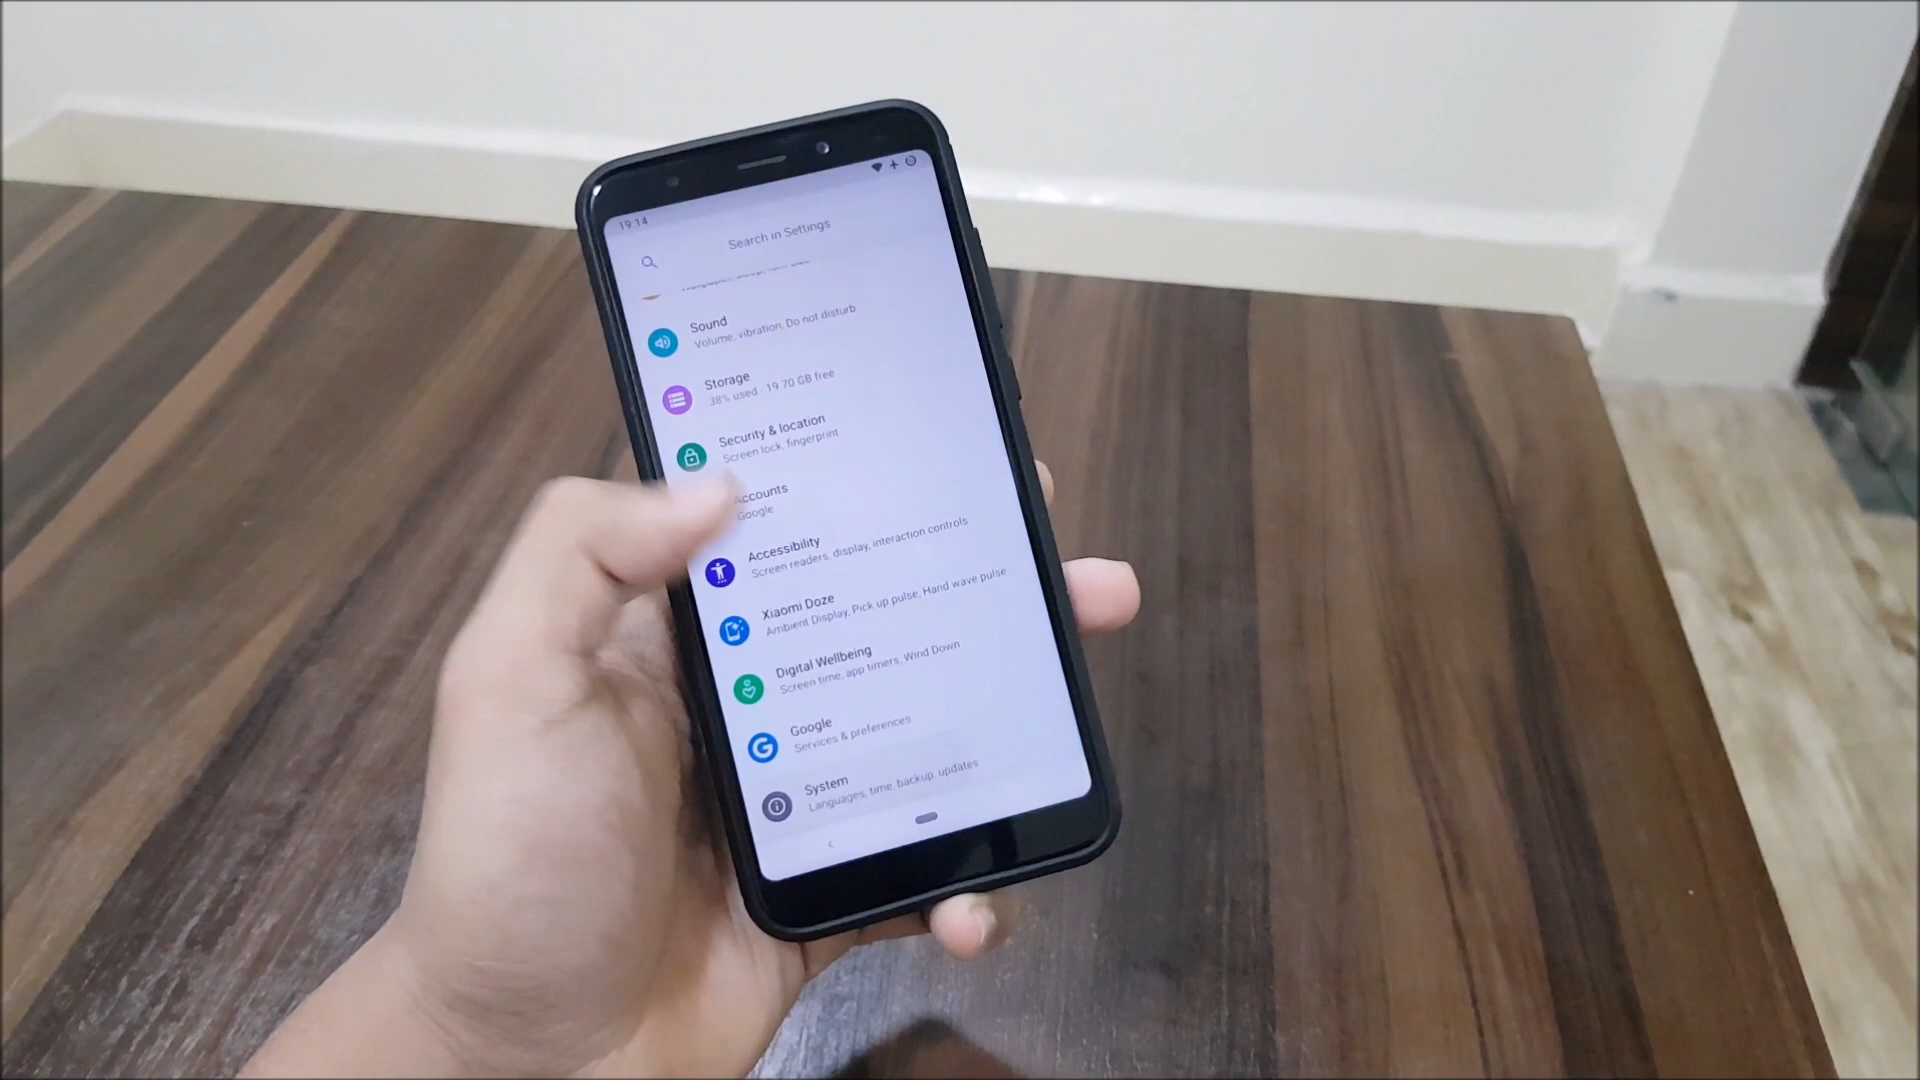 19:14
Search in Settings
Sound
Volume, vibration, Do not disturb
Storage
38% used - 19.70 GB free
Security & location
Screen lock, fingerprint
Accounts
Google
Accessibility
Screen readers, display, interaction controls
Xiaomi Doze
Ambient Display, Pick up pulse, Hand wave pulse
Digital Wellbeing
Screen time, app timers, Wind Down
Google
Services & preferences
System
Languages, time, backup, updates